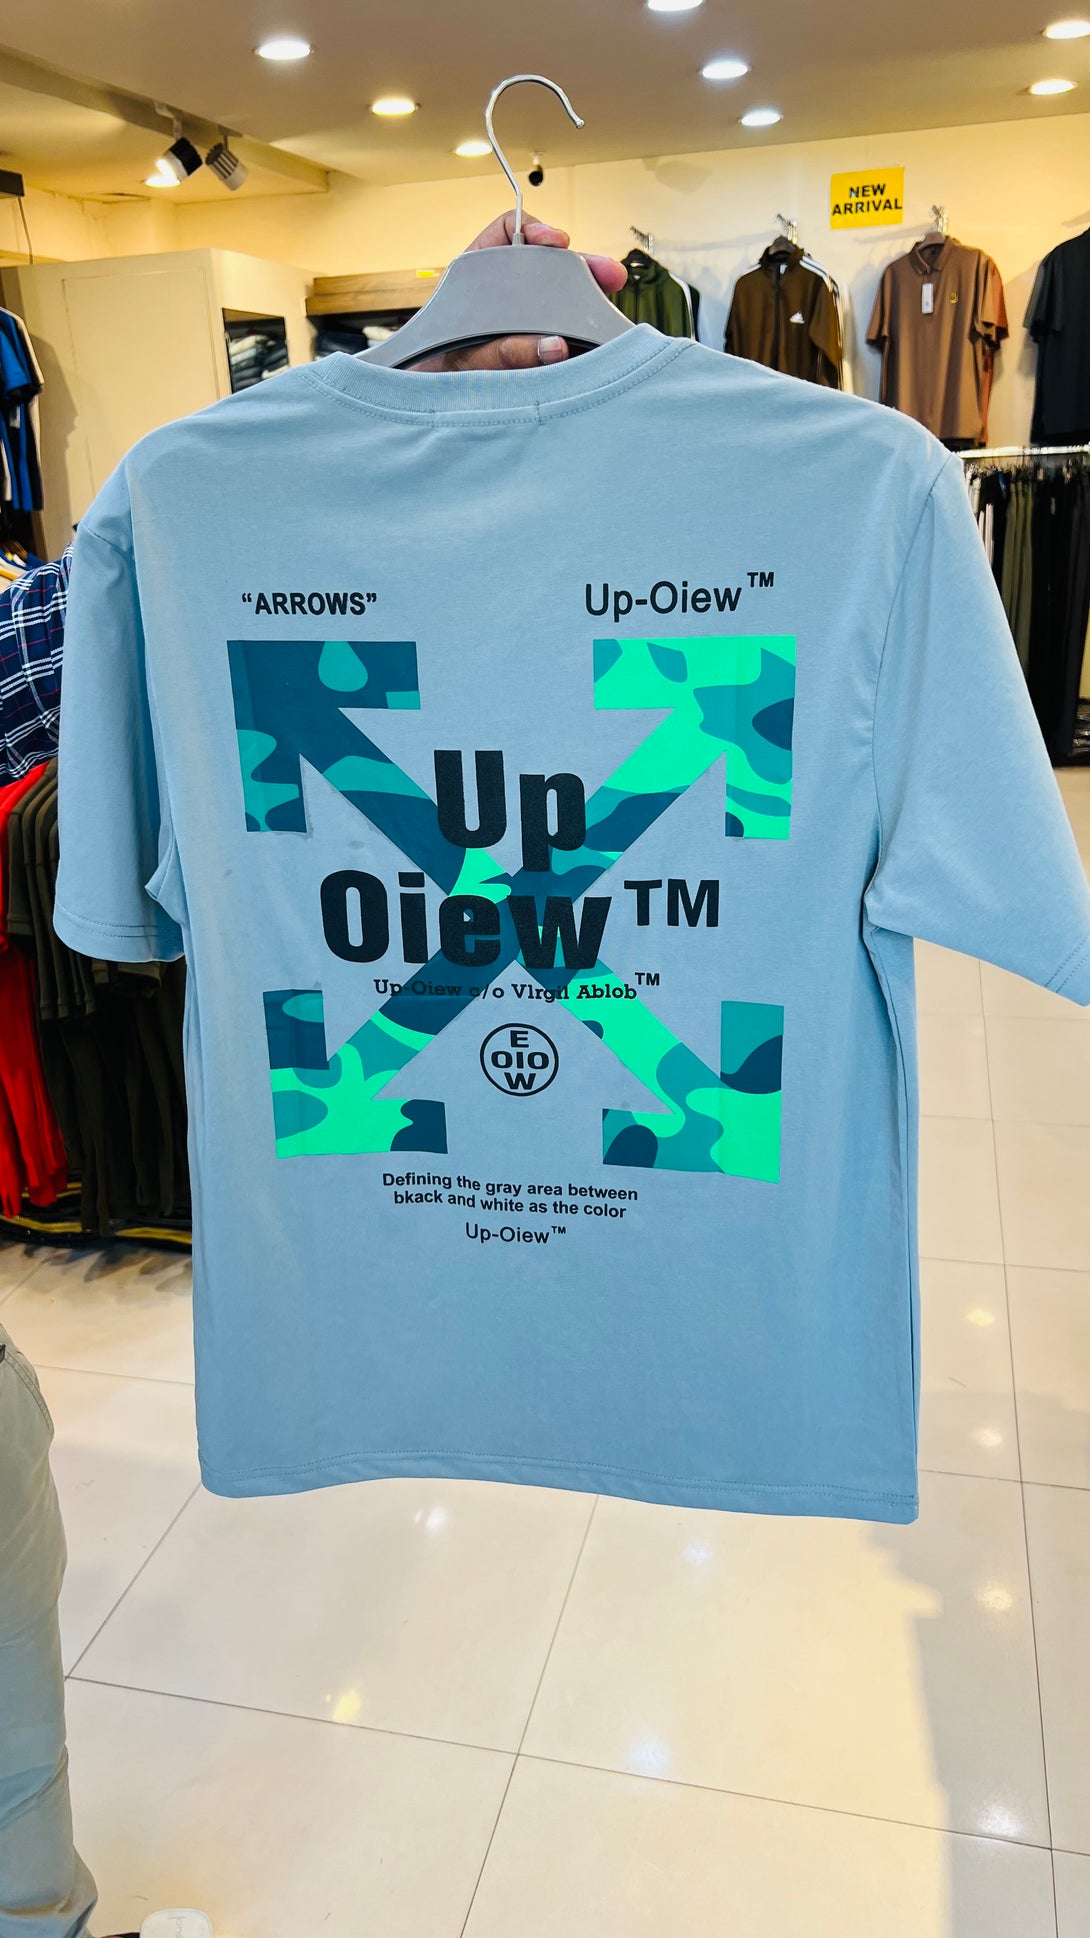 NEW
ARRIVAL
“ARROWS”
Up-Oiew™
Up
Oiew™
Up-Oiew c/o Vlrgil Ablob™
E
OIO
W
Defining the gray area between
bkack and white as the color
Up-Oiew™